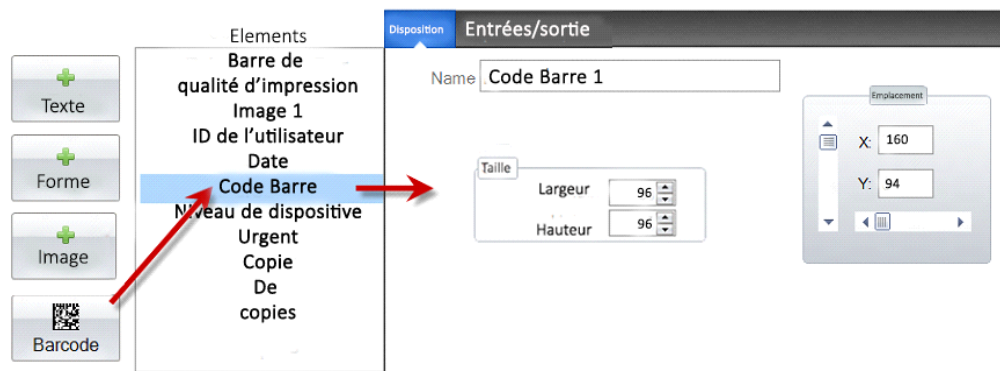 Texte
Forme
Image
Barcode
Elements
Barre de
qualité d'impression
Image 1
ID de l'utilisateur
Date
Code Barre
Niveau de dispositive
Urgent
Copie
De
copies
Disposition
Entrées/sortie
Name Code Barre 1
Taille
Largeur 96
Hauteur 96
Emplacement
X: 160
Y: 94